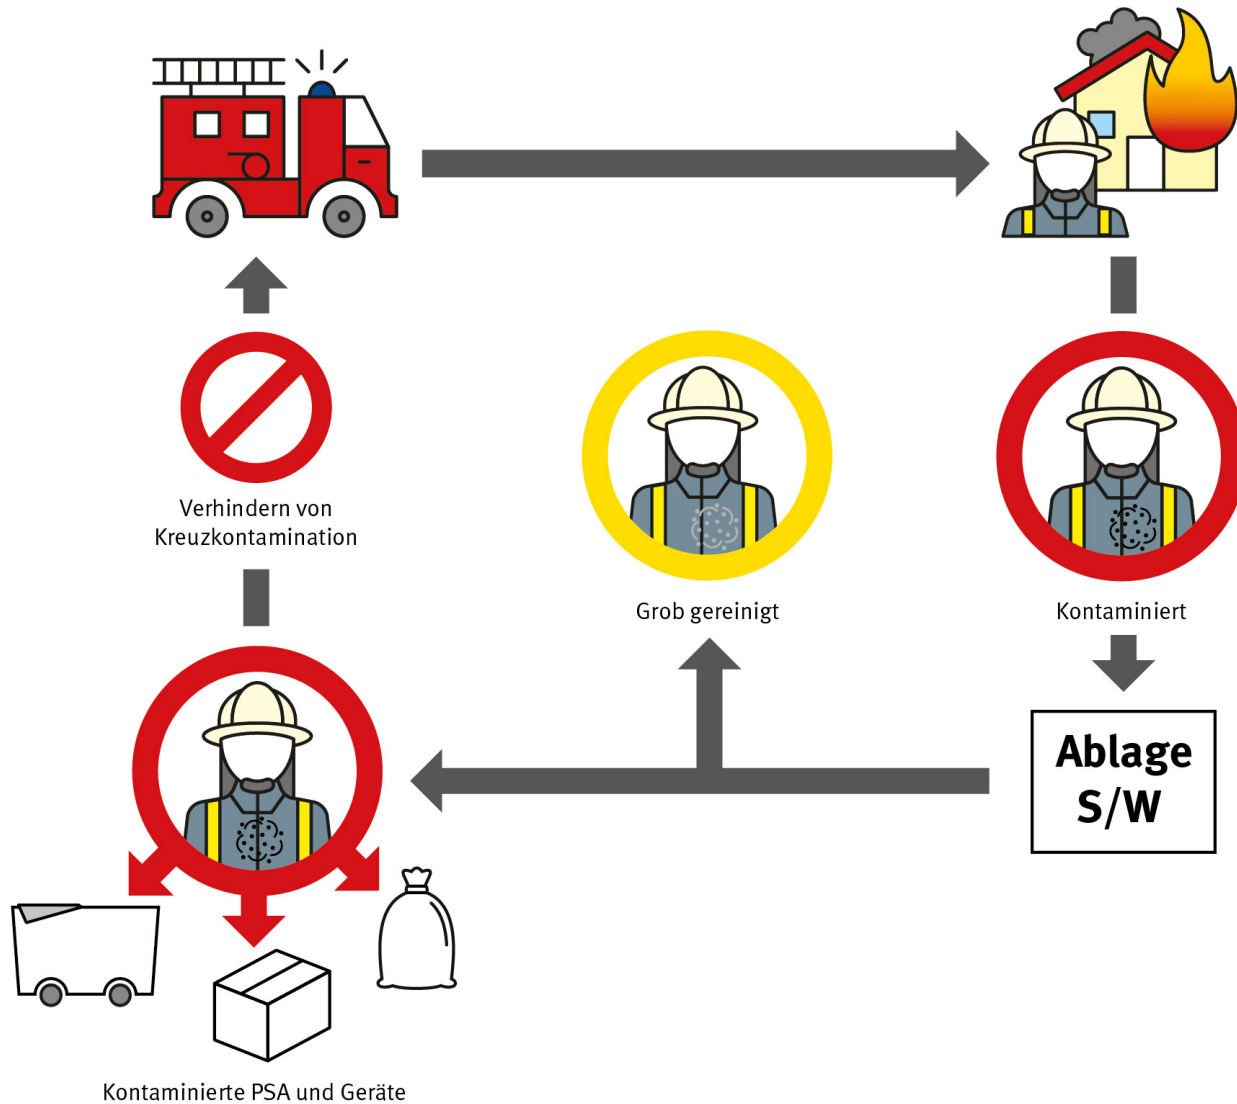 Verhindern von
Kreuzkontamination
Grob gereinigt
Kontaminiert
Ablage
S/W
Kontaminierte PSA und Geräte